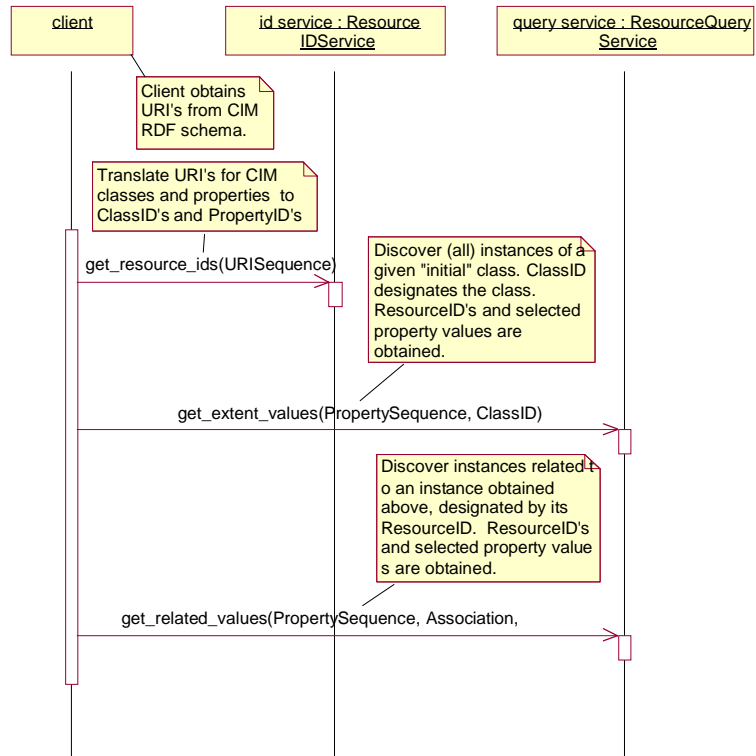 client
id service : Resource
IDService
query service : ResourceQuery
Service
Client obtains
URI's from CIM
RDF schema.
Translate URI's for CIM
classes and properties to
ClassID's and PropertyID's
get_resource_ids(URISequence)
Discover (all) instances of a
given "initial" class. ClassID
designates the class.
ResourceID's and selected
property values are
obtained.
get_extent_values(PropertySequence, ClassID)
Discover instances related t
o an instance obtained
above, designated by its
ResourceID. ResourceID's
and selected property value
s are obtained.
get_related_values(PropertySequence, Association,